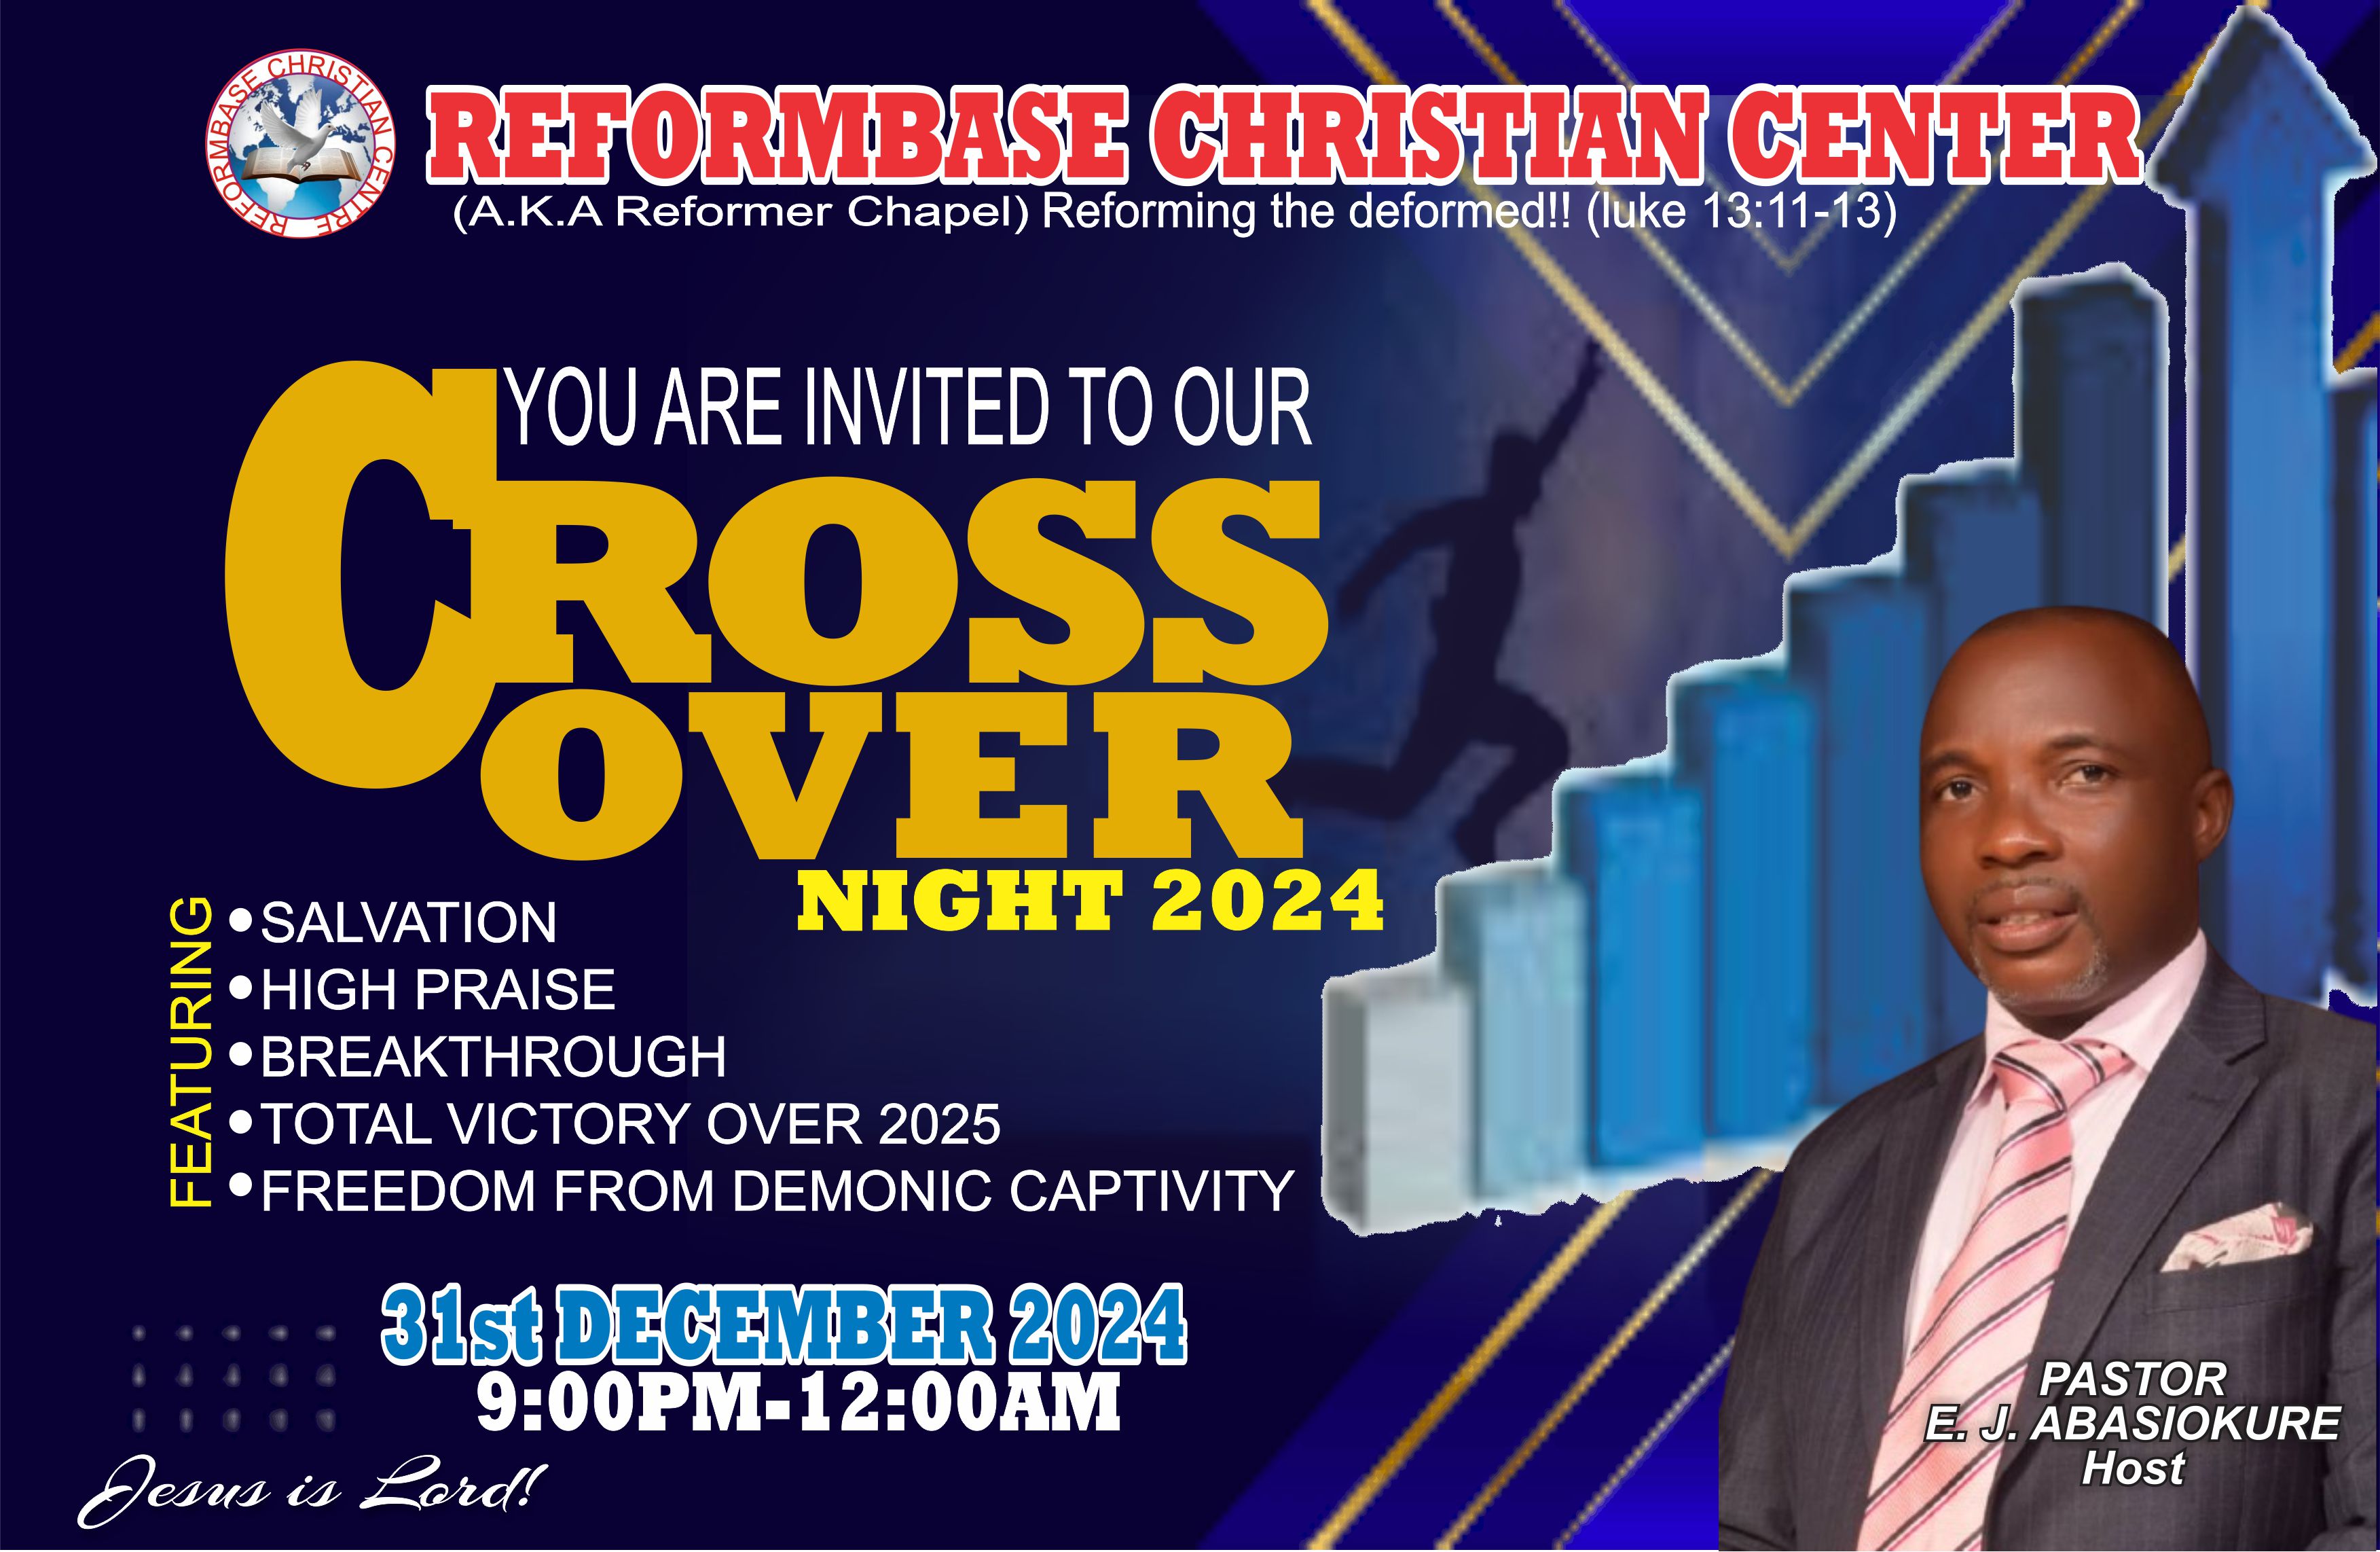 REFORMBASE CHRISTIAN CENTRE
REFORMBASE CHRISTIAN CENTER
(A.K.A Reformer Chapel) Reforming the deformed!! (luke 13:11-13)
YOU ARE INVITED TO OUR
CROSS
OVER
NIGHT 2024
FEATURING
•SALVATION
•HIGH PRAISE
•BREAKTHROUGH
•TOTAL VICTORY OVER 2025
•FREEDOM FROM DEMONIC CAPTIVITY
31st DECEMBER 2024
9:00PM-12:00AM
Jesus is Lord!
PASTOR
E. J. ABASIOKURE
Host